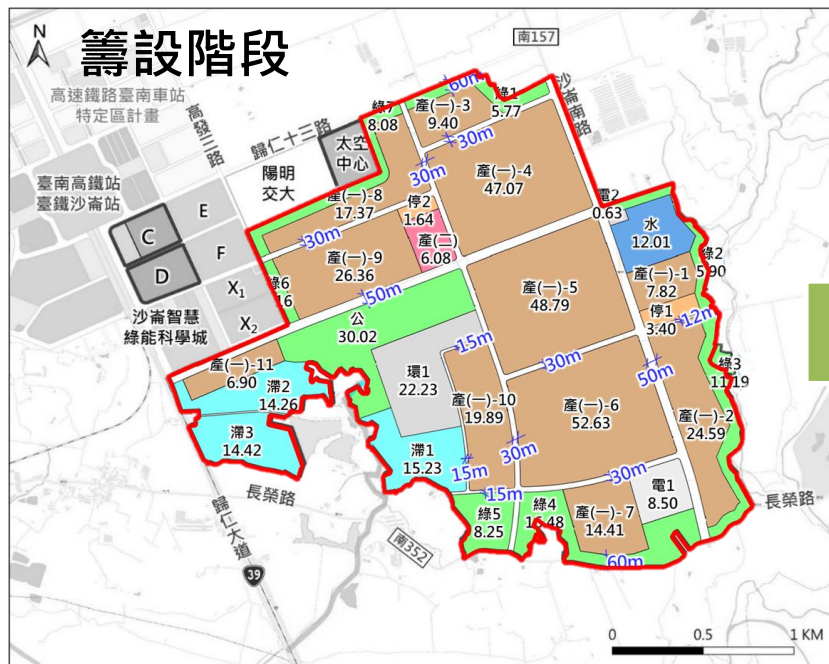 N
籌設階段
南157
高速鐵路臺南車站
特定區計畫
高發三路
歸仁十三路
沙崙南路
太空
中心
陽明
交大
臺南高鐵站
臺鐵沙崙站
C
D
E
F
X1
X2
沙崙智慧
綠能科學城
60m
綠7
8.08
產(一)-3
9.40
綠1
5.77
30m
30m
產(一)-4
47.07
產(一)-8
17.37
停2
1.64
產(二)
6.08
電2
0.63
水
12.01
綠2
5.90
30m
產(一)-9
26.36
綠6
16
50m
產(一)-5
48.79
產(一)-1
7.82
停1
3.40
12m
公
30.02
15m
30m
50m
綠3
11.19
產(一)-11
6.90
滯2
14.26
環1
22.23
產(一)-10
19.89
產(一)-6
52.63
產(一)-2
24.59
滯3
14.42
滯1
15.23
30m
15m
30m
15m
電1
8.50
長榮路
長榮路
綠5
8.25
綠4
產(一)- 7
14.41
60m
南352
歸仁大道
39
0
0.5
1 KM